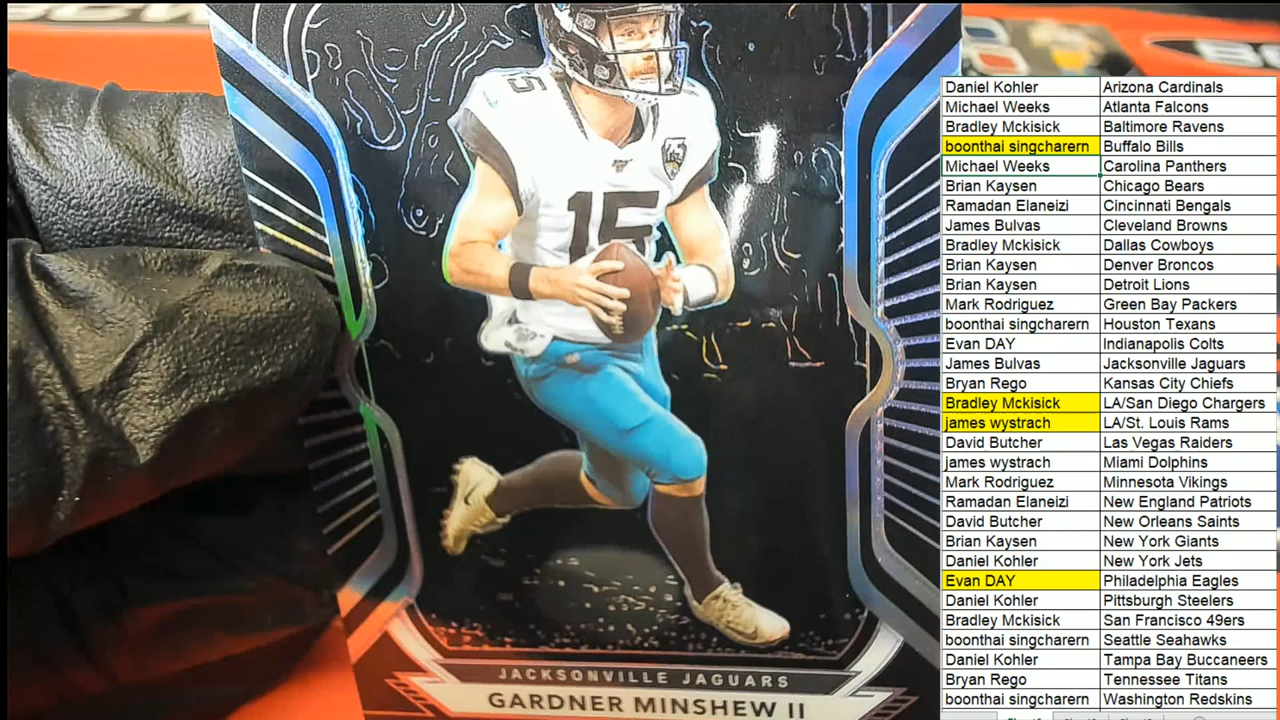 15
15
JACKSONVILLE JAGUARS
GARDNER MINSHEW II
Daniel Kohler Arizona Cardinals
Michael Weeks Atlanta Falcons
Bradley Mckisick Baltimore Ravens
boonthai singcharern Buffalo Bills
Michael Weeks Carolina Panthers
Brian Kaysen Chicago Bears
Ramadan Elaneizi Cincinnati Bengals
James Bulvas Cleveland Browns
Bradley Mckisick Dallas Cowboys
Brian Kaysen Denver Broncos
Brian Kaysen Detroit Lions
Mark Rodriguez Green Bay Packers
boonthai singcharern Houston Texans
Evan DAY Indianapolis Colts
James Bulvas Jacksonville Jaguars
Bryan Rego Kansas City Chiefs
Bradley Mckisick LA/San Diego Chargers
james wystrach LA/St. Louis Rams
David Butcher Las Vegas Raiders
james wystrach Miami Dolphins
Mark Rodriguez Minnesota Vikings
Ramadan Elaneizi New England Patriots
David Butcher New Orleans Saints
Brian Kaysen New York Giants
Daniel Kohler New York Jets
Evan DAY Philadelphia Eagles
Daniel Kohler Pittsburgh Steelers
Bradley Mckisick San Francisco 49ers
boonthai singcharern Seattle Seahawks
Daniel Kohler Tampa Bay Buccaneers
Bryan Rego Tennessee Titans
boonthai singcharern Washington Redskins